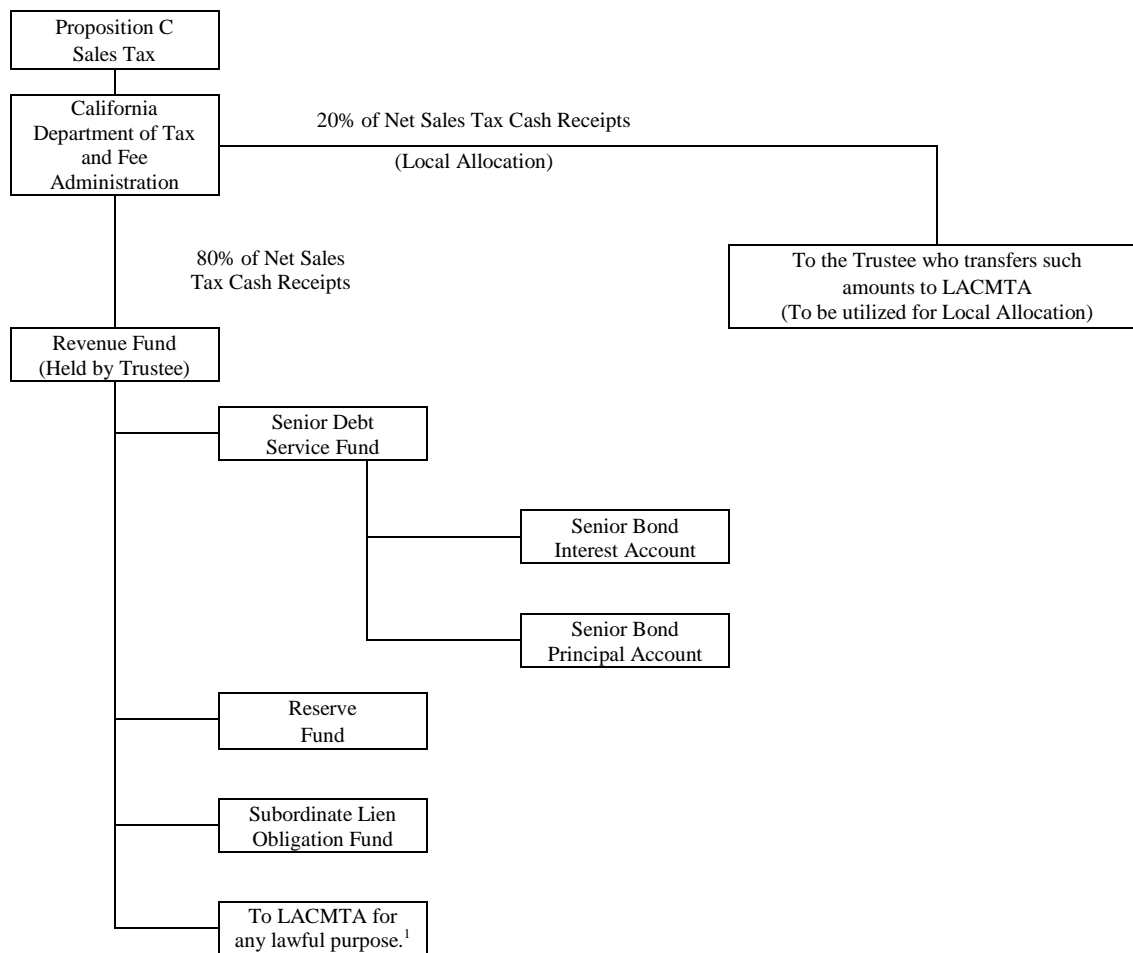 Proposition C
Sales Tax
California
Department of Tax
and Fee
Administration
20% of Net Sales Tax Cash Receipts
(Local Allocation)
80% of Net Sales
Tax Cash Receipts
To the Trustee who transfers such
amounts to LACMTA
(To be utilized for Local Allocation)
Revenue Fund
(Held by Trustee)
Senior Debt
Service Fund
Senior Bond
Interest Account
Senior Bond
Principal Account
Reserve
Fund
Subordinate Lien
Obligation Fund
To LACMTA for
any lawful purpose.¹